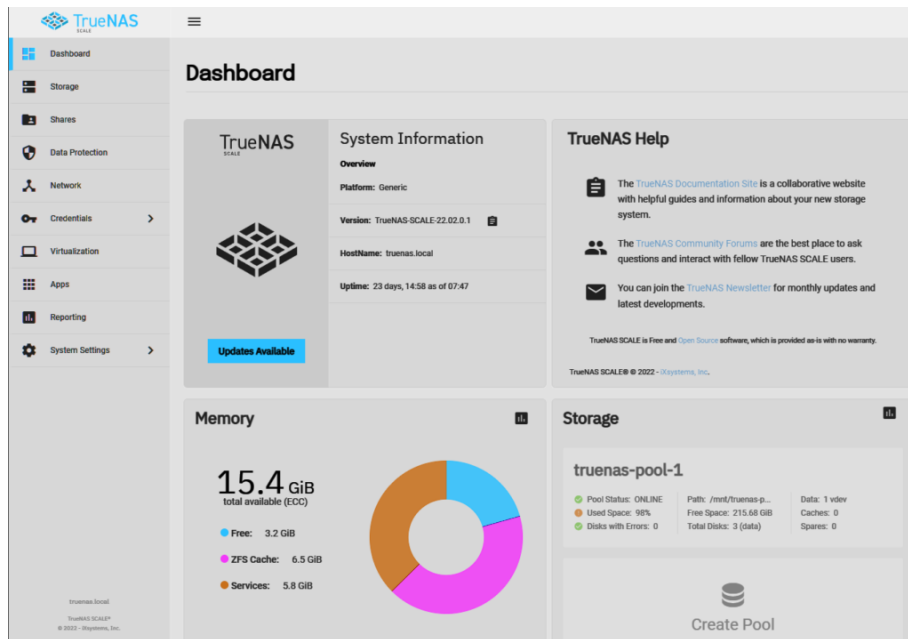 TrueNAS
SCALE
Dashboard
Storage
Shares
Data Protection
Network
Credentials
Virtualization
Apps
Reporting
System Settings
truenas.local
TrueNAS SCALE®
© 2022 - iXsystems, Inc.
Dashboard
TrueNAS
SCALE
Updates Available
System Information
Overview
Platform: Generic
Version: TrueNAS-SCALE-22.02.0.1
HostName: truenas.local
Uptime: 23 days, 14:58 as of 07:47
TrueNAS Help
The TrueNAS Documentation Site is a collaborative website
with helpful guides and information about your new storage
system.
The TrueNAS Community Forums are the best place to ask
questions and interact with fellow TrueNAS SCALE users.
You can join the TrueNAS Newsletter for monthly updates and
latest developments.
TrueNAS SCALE is Free and Open Source software, which is provided as-is with no warranty.
TrueNAS SCALE® © 2022 - iXsystems, Inc.
Memory
15.4 GiB
total available (ECC)
Free: 3.2 GiB
ZFS Cache: 6.5 GiB
Services: 5.8 GiB
Storage
truenas-pool-1
Pool Status: ONLINE
Used Space: 98%
Disks with Errors: 0
Path: /mnt/truenas-p...
Free Space: 215.68 GiB
Total Disks: 3 (data)
Data: 1 vdev
Caches: 0
Spares: 0
Create Pool